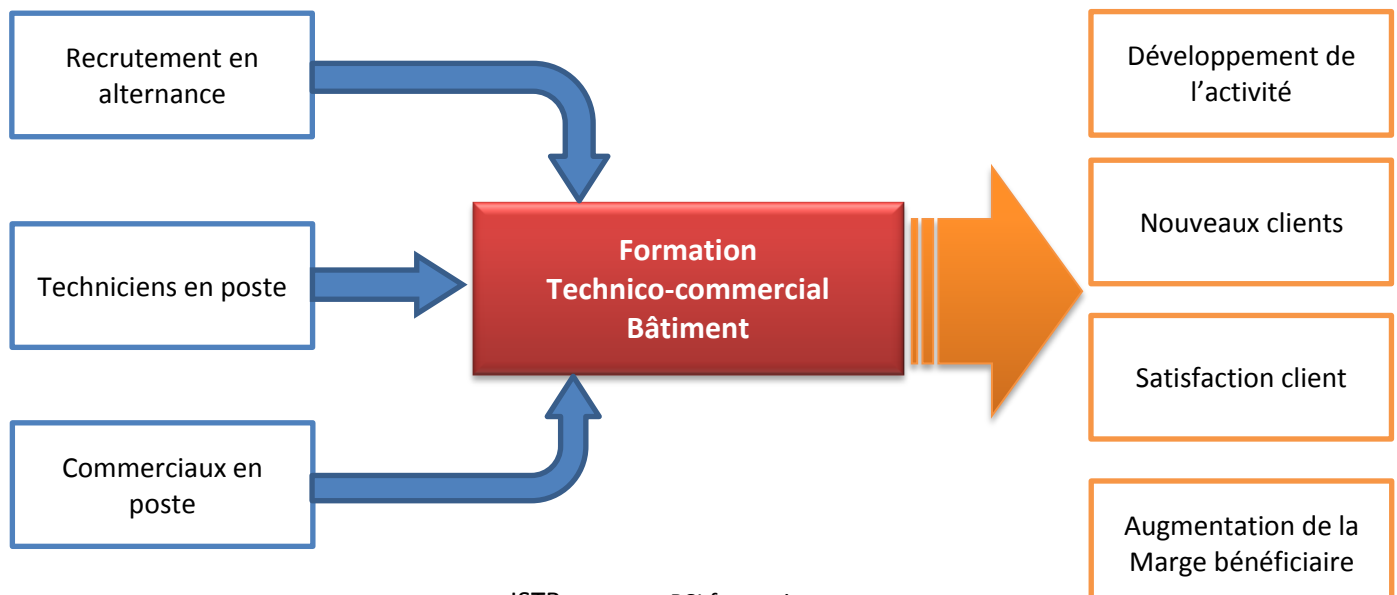 Recrutement en
alternance
Techniciens en poste
Commerciaux en
poste
Formation
Technico-commercial
Bâtiment
Développement de
l’activité
Nouveaux clients
Satisfaction client
Augmentation de la
Marge bénéficiaire